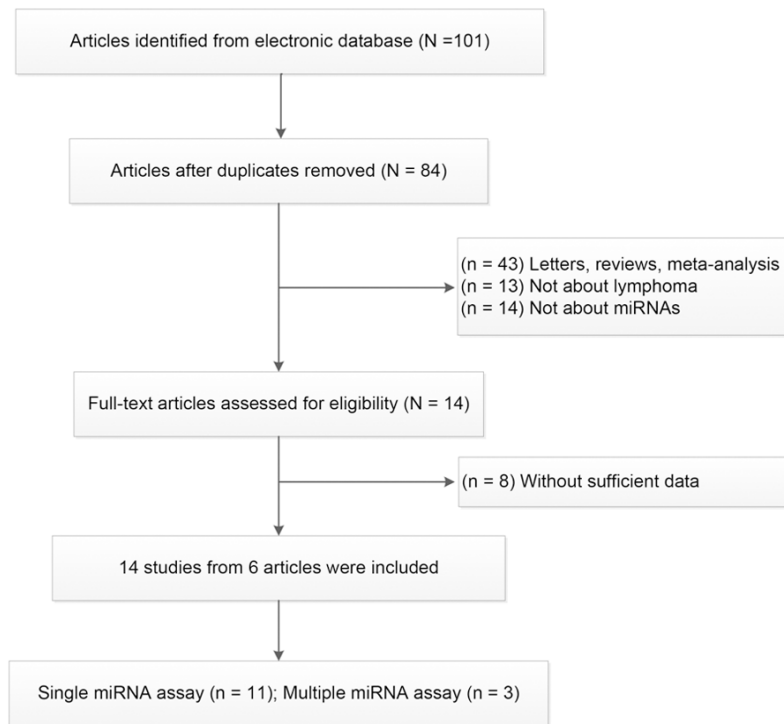 Articles identified from electronic database (N =101)
Articles after duplicates removed (N = 84)
(n = 43) Letters, reviews, meta-analysis
(n = 13) Not about lymphoma
(n = 14) Not about miRNAs
Full-text articles assessed for eligibility (N = 14)
(n = 8) Without sufficient data
14 studies from 6 articles were included
Single miRNA assay (n = 11); Multiple miRNA assay (n = 3)